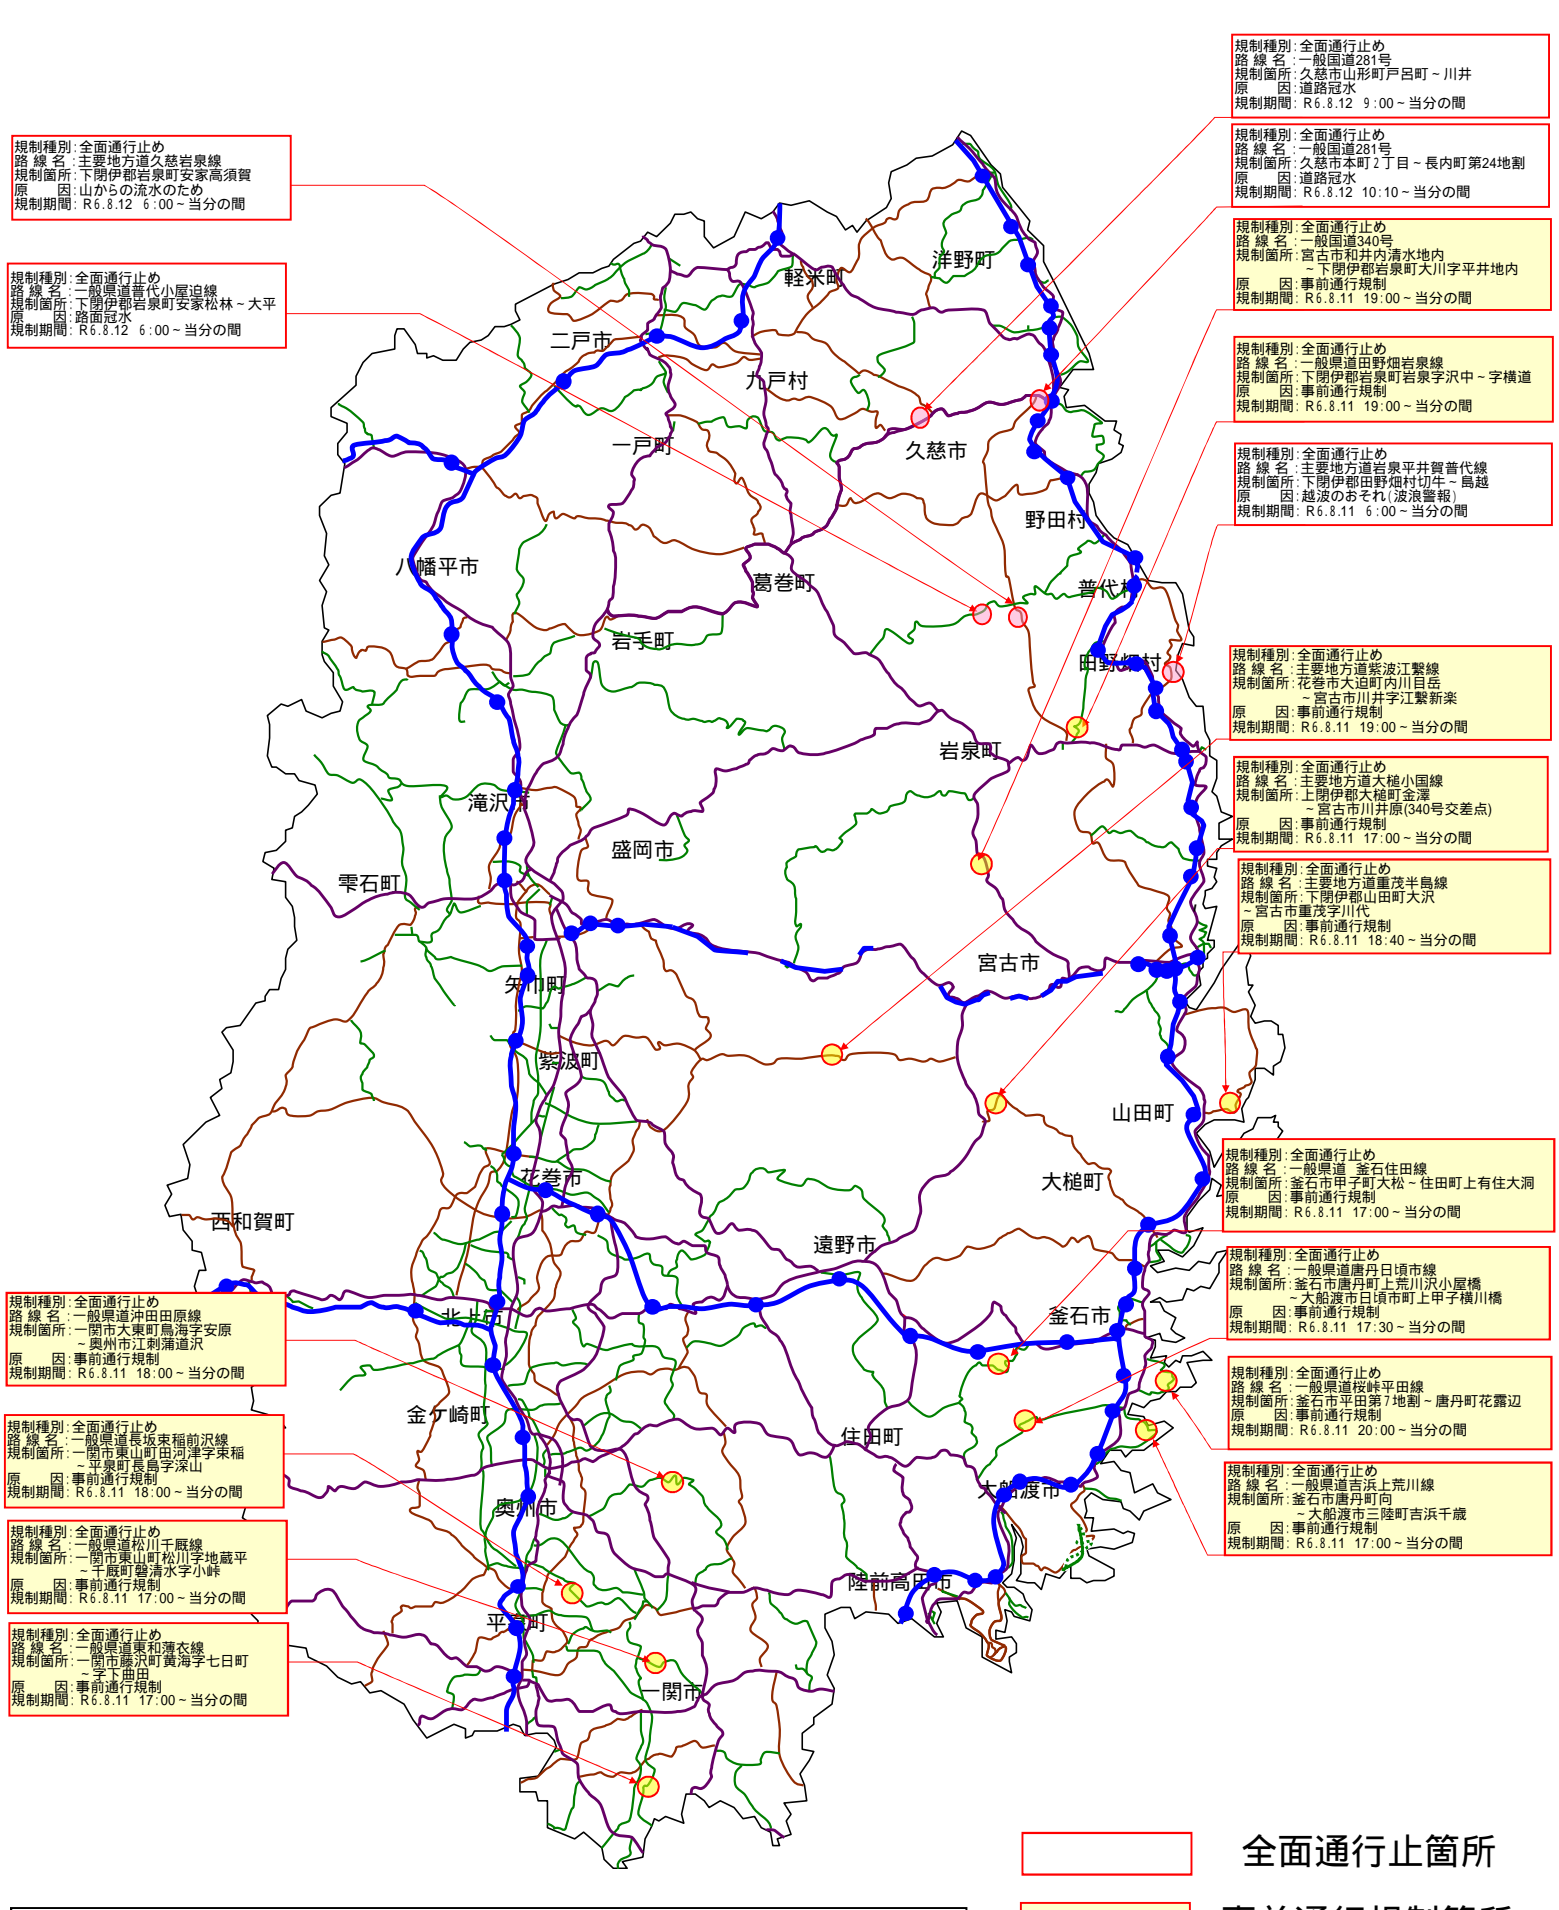 規制種別：全面通行止め
路 線 名 ：一般国道281号
規制箇所：久慈市山形町戸呂町～川井
原　　因：道路冠水
規制期間： R6.8.12 9：00～当分の間
規制種別：全面通行止め
路 線 名 ：一般国道281号
規制箇所：久慈市本町2丁目～長内町第24地割
原　　因：道路冠水
規制期間： R6.8.12 10：10～当分の間
規制種別：全面通行止め
路 線 名 ：一般国道340号
規制箇所：宮古市和井内清水地内
～下閉伊郡岩泉町大川字平井地内
原　　因：事前通行規制
規制期間： R6.8.11 19：00～当分の間
規制種別：全面通行止め
路 線 名 ：一般県道田野畑岩泉線
規制箇所：下閉伊郡岩泉町岩泉字沢中～字横道
原　　因：事前通行規制
規制期間： R6.8.11 19：00～当分の間
規制種別：全面通行止め
路 線 名 ：主要地方道岩泉平井賀普代線
規制箇所：下閉伊郡田野畑村切牛～島越
原　　因：越波のおそれ(波浪警報)
規制期間： R6.8.11 6：00～当分の間
規制種別：全面通行止め
路 線 名 ：主要地方道紫波江繋線
規制箇所：花巻市大迫町内川目岳
～宮古市川井字江繋新楽
原　　因：事前通行規制
規制期間： R6.8.11 19：00～当分の間
規制種別：全面通行止め
路 線 名 ：主要地方道大槌小国線
規制箇所：上閉伊郡大槌町金澤
～宮古市川井原(340号交差点)
原　　因：事前通行規制
規制期間： R6.8.11 17：00～当分の間
規制種別：全面通行止め
路 線 名 ：主要地方道重茂半島線
規制箇所：下閉伊郡山田町大沢
～宮古市重茂字川代
原　　因：事前通行規制
規制期間： R6.8.11 18：40～当分の間
規制種別：全面通行止め
路 線 名 ：一般県道 釜石住田線
規制箇所：釜石市甲子町大松～住田町上有住大洞
原　　因：事前通行規制
規制期間： R6.8.11 17：00～当分の間
規制種別：全面通行止め
路 線 名 ：一般県道唐丹日頃市線
規制箇所：釜石市唐丹町上荒川沢小屋橋
～大船渡市日頃市町上甲子横川橋
原　　因：事前通行規制
規制期間： R6.8.11 17：30～当分の間
規制種別：全面通行止め
路 線 名 ：一般県道桜峠平田線
規制箇所：釜石市平田第7地割～唐丹町花露辺
原　　因：事前通行規制
規制期間： R6.8.11 20：00～当分の間
規制種別：全面通行止め
路 線 名 ：一般県道吉浜上荒川線
規制箇所：釜石市唐丹町向
～大船渡市三陸町吉浜千歳
原　　因：事前通行規制
規制期間： R6.8.11 17：00～当分の間
規制種別：全面通行止め
路 線 名 ：主要地方道久慈岩泉線
規制箇所：下閉伊郡岩泉町安家高須賀
原　　因：山からの流水のため
規制期間： R6.8.12 6：00～当分の間
規制種別：全面通行止め
路 線 名 ：一般県道普代小屋迫線
規制箇所：下閉伊郡岩泉町安家松林～大平
原　　因：路面冠水
規制期間： R6.8.12 6：00～当分の間
規制種別：全面通行止め
路 線 名 ：一般県道沖田田原線
規制箇所：一関市大東町鳥海字安原
～奥州市江刺蒲道沢
原　　因：事前通行規制
規制期間： R6.8.11 18：00～当分の間
規制種別：全面通行止め
路 線 名 ：一般県道長坂束稲前沢線
規制箇所：一関市東山町田河津字束稲
～平泉町長島字深山
原　　因：事前通行規制
規制期間： R6.8.11 18：00～当分の間
規制種別：全面通行止め
路 線 名 ：一般県道松川千厩線
規制箇所：一関市東山町松川字地蔵平
～千厩町磐清水字小峠
原　　因：事前通行規制
規制期間： R6.8.11 17：00～当分の間
規制種別：全面通行止め
路 線 名 ：一般県道東和薄衣線
規制箇所：一関市藤沢町黄海字七日町
～字下曲田
原　　因：事前通行規制
規制期間： R6.8.11 17：00～当分の間
洋野町
軽米町
二戸市
九戸村
一戸町
久慈市
野田村
八幡平市
葛巻町
普代村
岩手町
田野畑村
岩泉町
滝沢市
盛岡市
雫石町
宮古市
矢巾町
紫波町
山田町
花巻市
大槌町
西和賀町
遠野市
北上市
釜石市
金ケ崎町
住田町
奥州市
大船渡市
陸前高田市
平泉町
一関市
全面通行止箇所
事前通行規制箇所